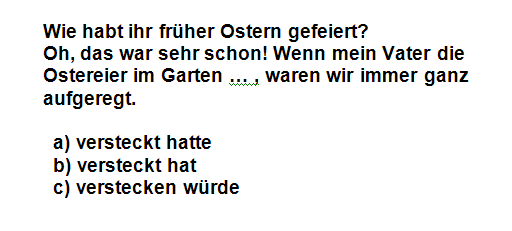 Wie habt ihr früher Ostern gefeiert?
Oh, das war sehr schon! Wenn mein Vater die
Ostereier im Garten ... , waren wir immer ganz
aufgeregt.
a) versteckt hatte
b) versteckt hat
c) verstecken würde